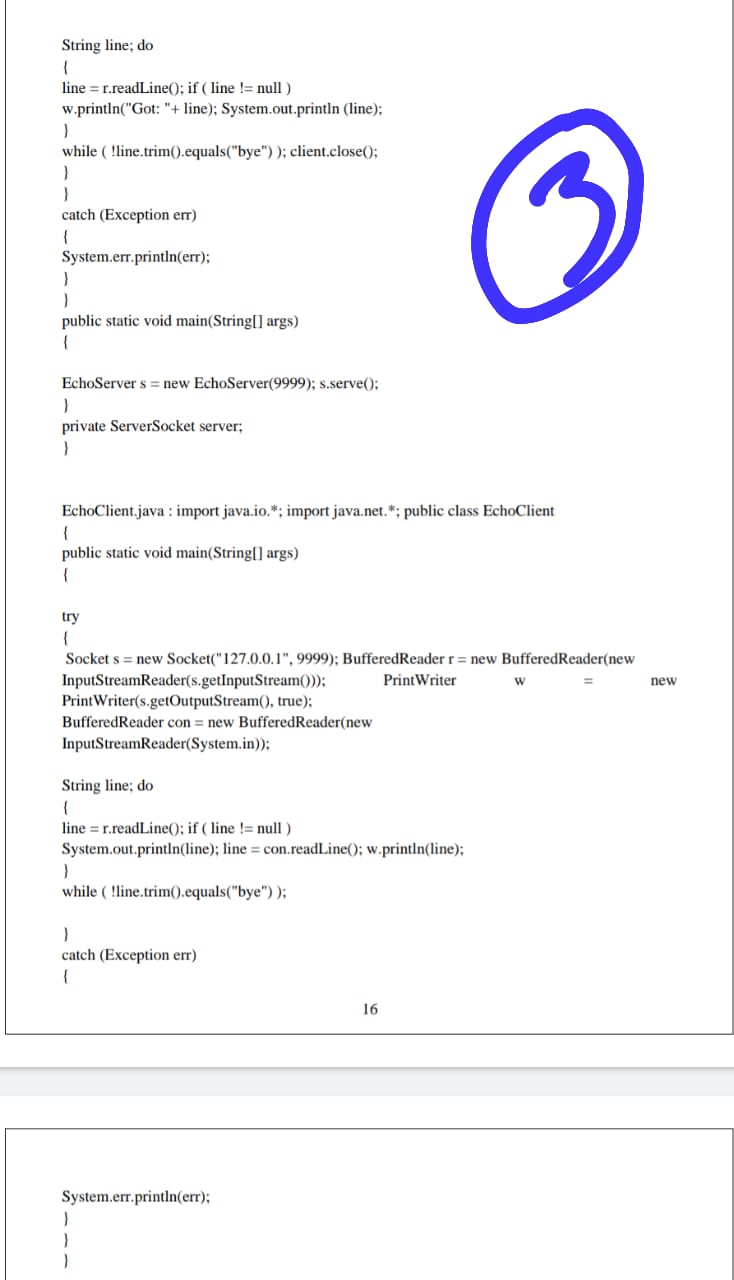 String line; do
{
line = r.readLine(); if ( line != null )
w.println("Got: "+ line); System.out.println (line);
}
while ( !line.trim().equals("bye") ); client.close();
}
}
catch (Exception err)
{
System.err.println(err);
}
}
public static void main(String[] args)
{
EchoServer s = new EchoServer(9999); s.serve();
}
private ServerSocket server;
}
EchoClient.java : import java.io.*; import java.net.*; public class EchoClient
{
public static void main(String[] args)
{
try
{
Socket s = new Socket("127.0.0.1", 9999); BufferedReader r = new BufferedReader(new
InputStreamReader(s.getInputStream())); PrintWriter w = new
PrintWriter(s.getOutputStream(), true);
BufferedReader con = new BufferedReader(new
InputStreamReader(System.in));
String line; do
{
line = r.readLine(); if ( line != null )
System.out.println(line); line = con.readLine(); w.println(line);
}
while ( !line.trim().equals("bye") );
}
catch (Exception err)
{
16
System.err.println(err);
}
}
}
3